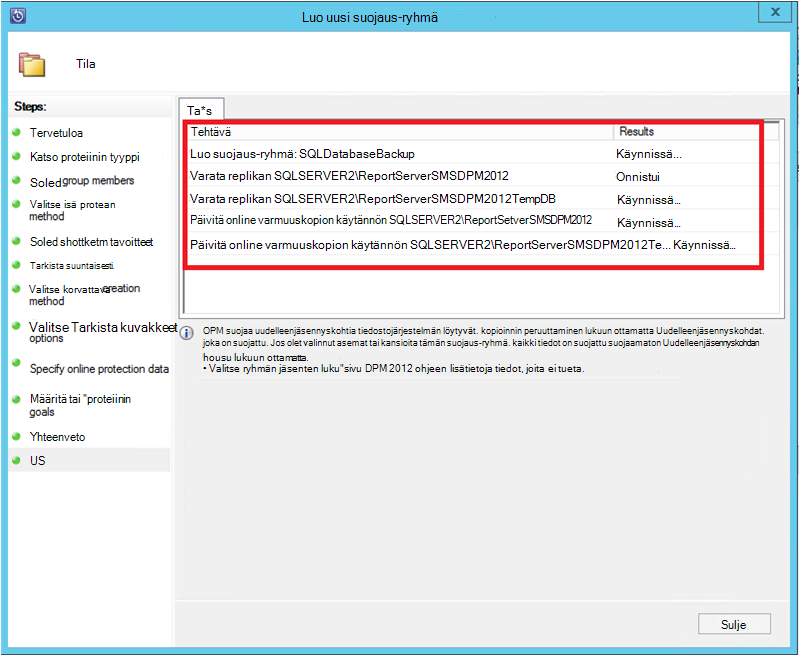 Luo uusi suojaus-ryhmä
x
Tila
Steps:
Tervetuloa
Katso proteiinin tyyppi
Soled group members
Valitse isä protean
method
Soled shottketm tavoitteet
Tarkista suuntaisesti
Valitse korvattava creation
method
Valitse Tarkista kuvakkeet
options
Specify online protection data
Määritä tai "proteiinin
goals
Yhteenveto
US
Ta*s
Tehtävä Results
Luo suojaus-ryhmä: SQLDatabaseBackup Käynnissä...
Varata replikan SQLSERVER2\ReportServerSMSDPM2012 Onnistui
Varata replikan SQLSERVER2\ReportServerSMSDPM2012TempDB Käynnissä...
Päivitä online varmuuskopion käytännön SQLSERVER2\ReportSetverSMSDPM2012 Käynnissä...
Päivitä online varmuuskopion käytännön SQLSERVER2\ReportServerSMSDPM2012Te... Käynnissä...
OPM suojaa uudelleenjäsennyskohtia tiedostojärjestelmän löytyvät. kopioinnin peruuttaminen lukuun ottamatta Uudelleenjäsennyskohdat.
joka on suojattu. Jos olet valinnut asemat tai kansioita tämän suojaus-ryhmä. kaikki tiedot on suojattu suojaamaton Uudelleenjäsennyskohdan
housu lukuun ottamatta.
• Valitse ryhmän jäsenten luku"sivu DPM 2012 ohjeen lisätietoja tiedot, joita ei tueta.
Sulje